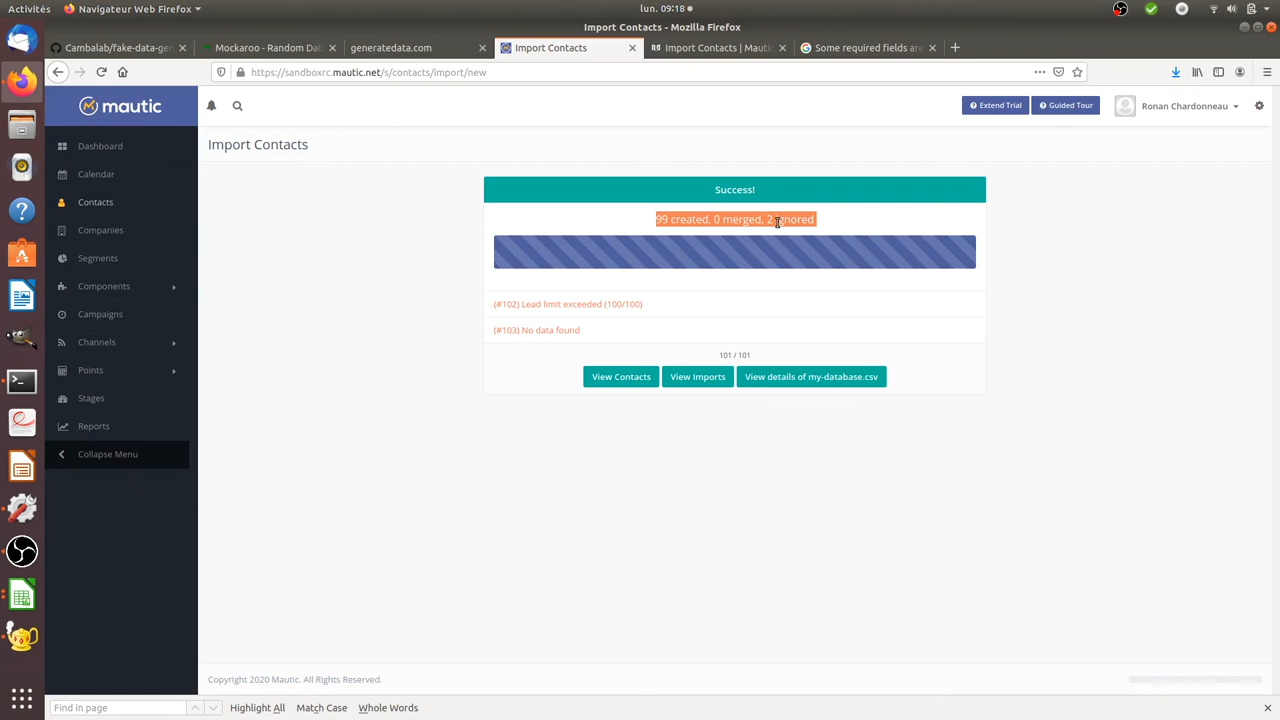 Activités
Navigateur Web Firefox
lun. 09:18
Import Contacts - Mozilla Firefox
Cambalab/fake-data-gen
Mockaroo - Random Dat
generatedata.com
Import Contacts
Import Contacts | Mautic
Some required fields are
https://sandboxrc.mautic.net/s/contacts/import/new
mautic
Extend Trial
Guided Tour
Ronan Chardonneau
Dashboard
Calendar
Contacts
Companies
Segments
Components
Campaigns
Channels
Points
Stages
Reports
Collapse Menu
Import Contacts
Success!
99 created, 0 merged, 2 ignored
(#102) Lead limit exceeded (100/100)
(#103) No data found
101 / 101
View Contacts
View Imports
View details of my-database.csv
Copyright 2020 Mautic. All Rights Reserved.
Find in page
Highlight All
Match Case
Whole Words